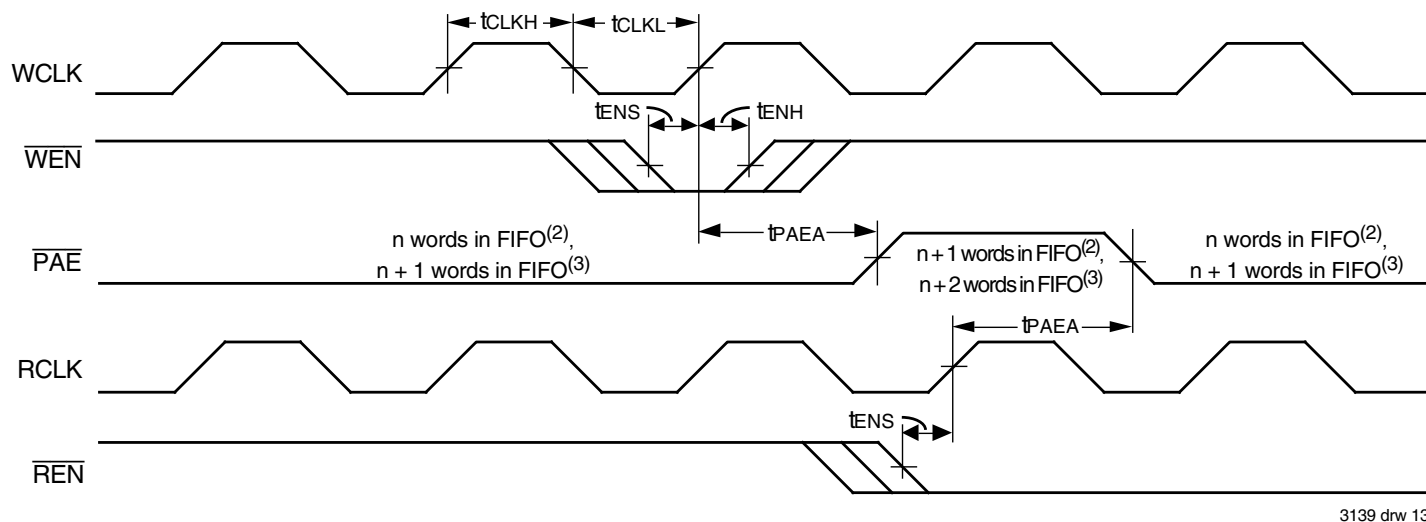 tCLKH tCLKL
WCLK
tENS tENH
WEN
tPAEA
PAE
n words in FIFO(2),
n + 1 words in FIFO(3)
n + 1 words in FIFO(2),
n + 2 words in FIFO(3)
n words in FIFO(2),
n + 1 words in FIFO(3)
tPAEA
RCLK
tENS
REN
3139 drw 13